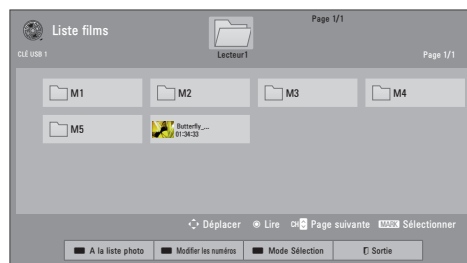 Page 1/1
Liste films
CLÉ USB 1
Lecteur1
Page 1/1
M1
M2
M3
M4
M5
Butterfly_...
01:34:33
Déplacer
Lire
CH
Page suivante
MARK
Sélectionner
A la liste photo
Modifier les numéros
Mode Sélection
Sortie